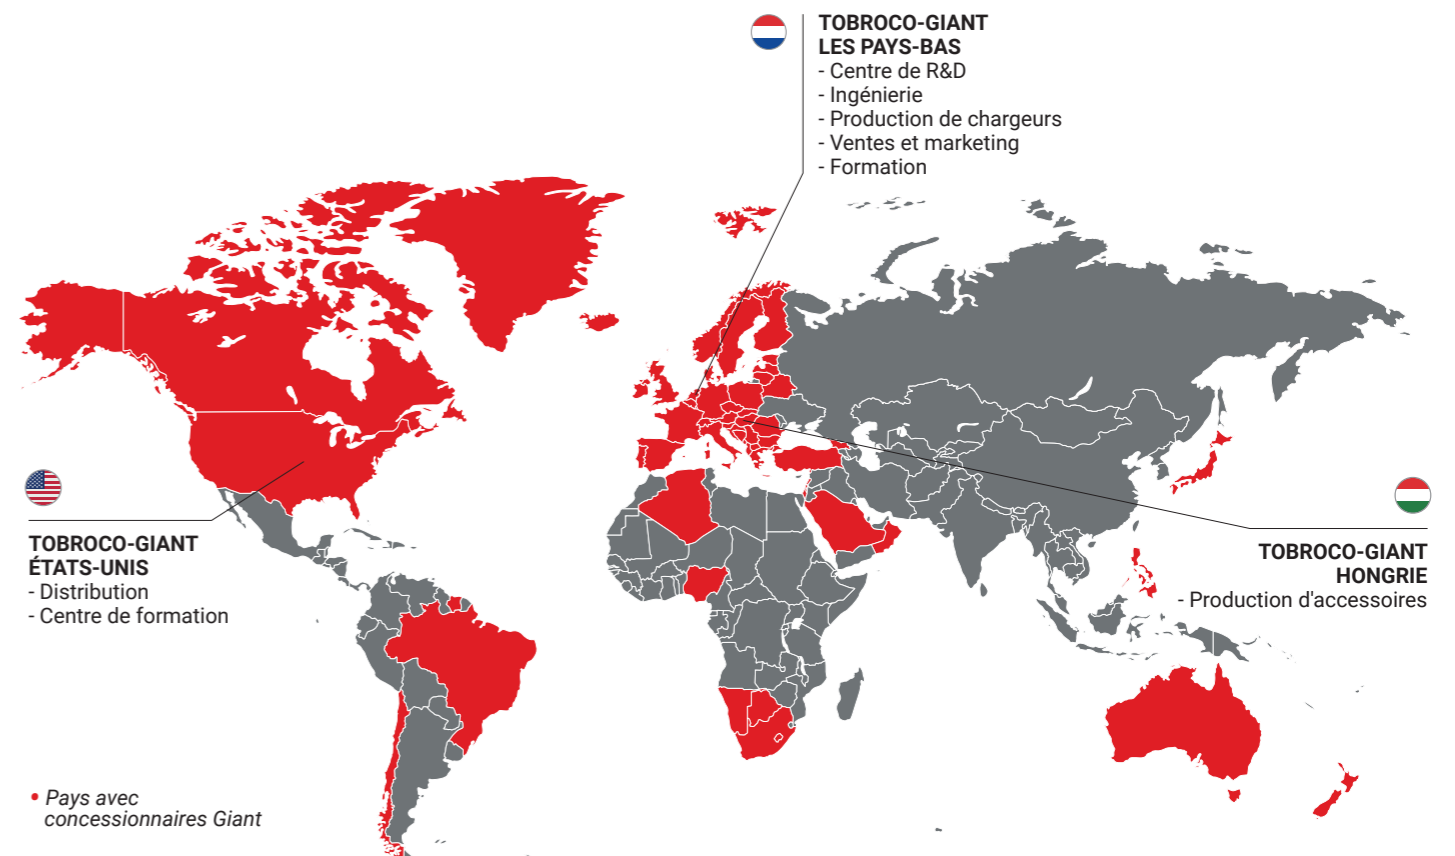 TOBROCO-GIANT
LES PAYS-BAS
- Centre de R&D
- Ingénierie
- Production de chargeurs
- Ventes et marketing
- Formation
TOBROCO-GIANT
ÉTATS-UNIS
- Distribution
- Centre de formation
TOBROCO-GIANT
HONGRIE
- Production d'accessoires
• Pays avec
concessionnaires Giant